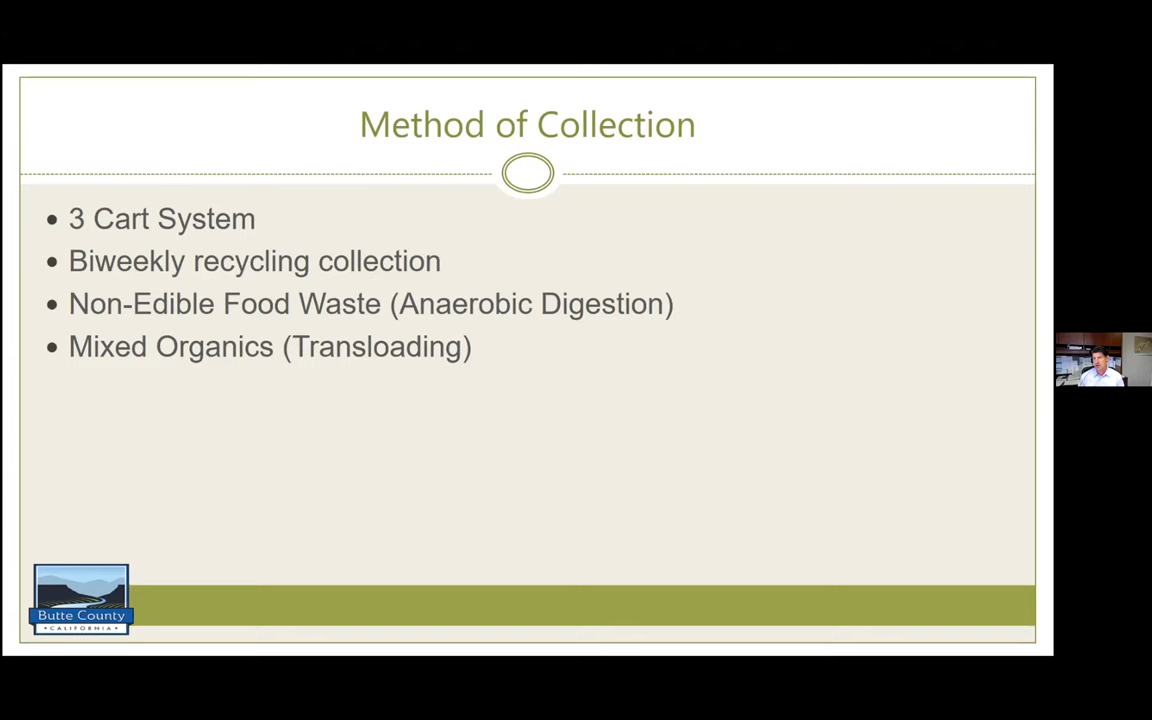 Method of Collection
• 3 Cart System
• Biweekly recycling collection
• Non-Edible Food Waste (Anaerobic Digestion)
• Mixed Organics (Transloading)
Butte County
• CALIFORNIA •